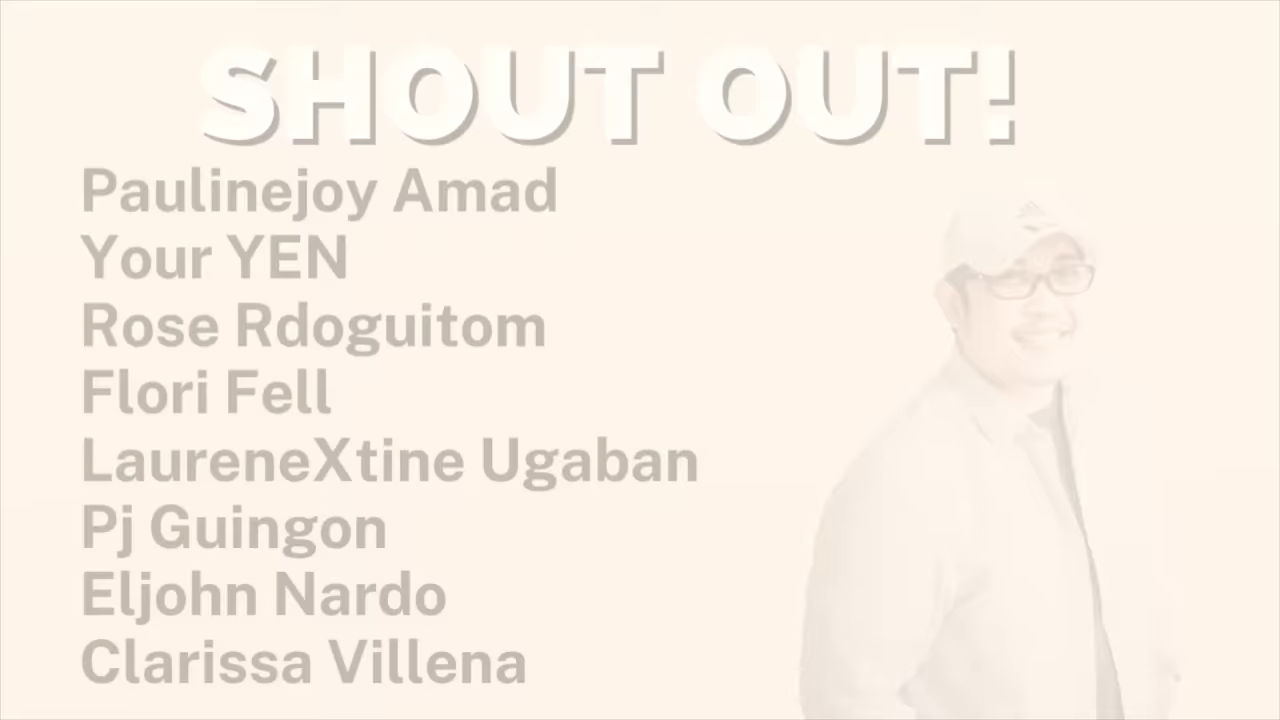 SHOUT OUT!
Paulinejoy Amad
Your YEN
Rose Rdoguitom
Flori Fell
LaureneXtine Ugaban
Pj Guingon
Eljohn Nardo
Clarissa Villena